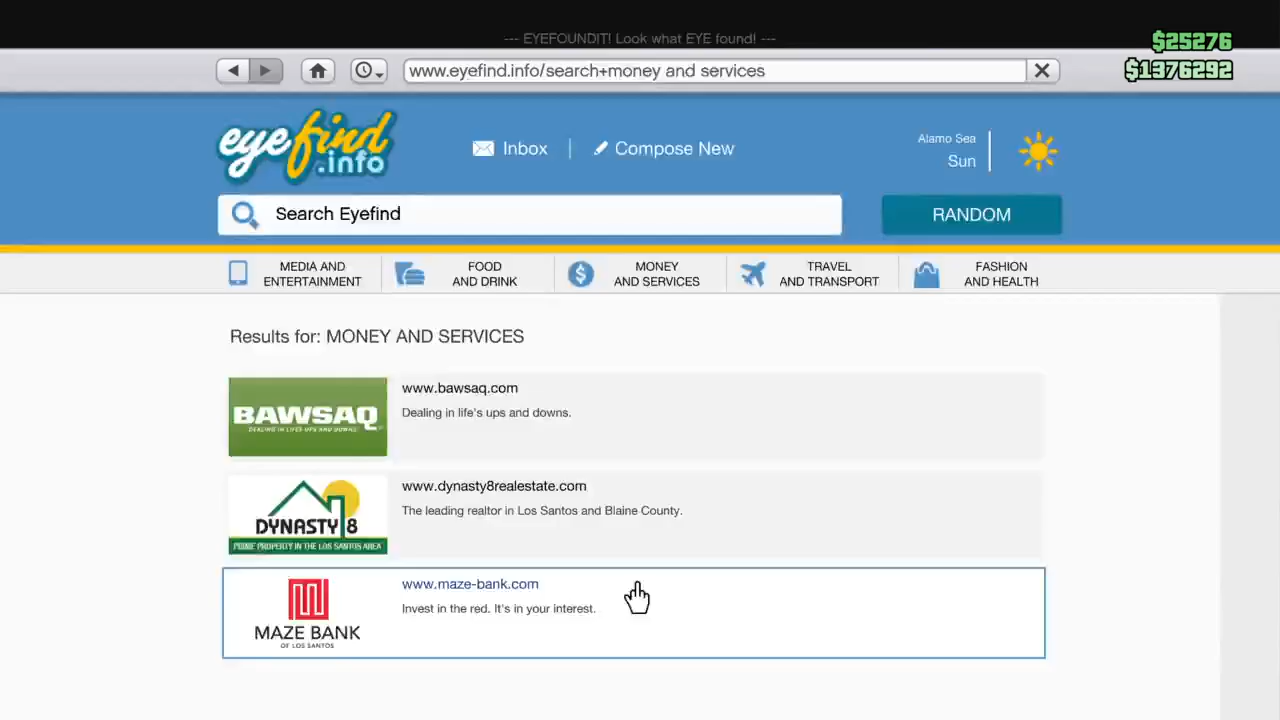 --- EYEFOUNDIT! Look what EYE found! ---
$25276
$1376292
www.eyefind.info/search+money and services
eyefind
.info
Inbox
Compose New
Alamo Sea
Sun
Search Eyefind
RANDOM
MEDIA AND
ENTERTAINMENT
FOOD
AND DRINK
MONEY
AND SERVICES
TRAVEL
AND TRANSPORT
FASHION
AND HEALTH
Results for: MONEY AND SERVICES
BAWSAQ
DEALING IN LIFE'S UPS AND DOWNS
www.bawsaq.com
Dealing in life's ups and downs.
DYNASTY 8
PRIME PROPERTY IN THE LOS SANTOS AREA
www.dynasty8realestate.com
The leading realtor in Los Santos and Blaine County.
MAZE BANK
OF LOS SANTOS
www.maze-bank.com
Invest in the red. It's in your interest.